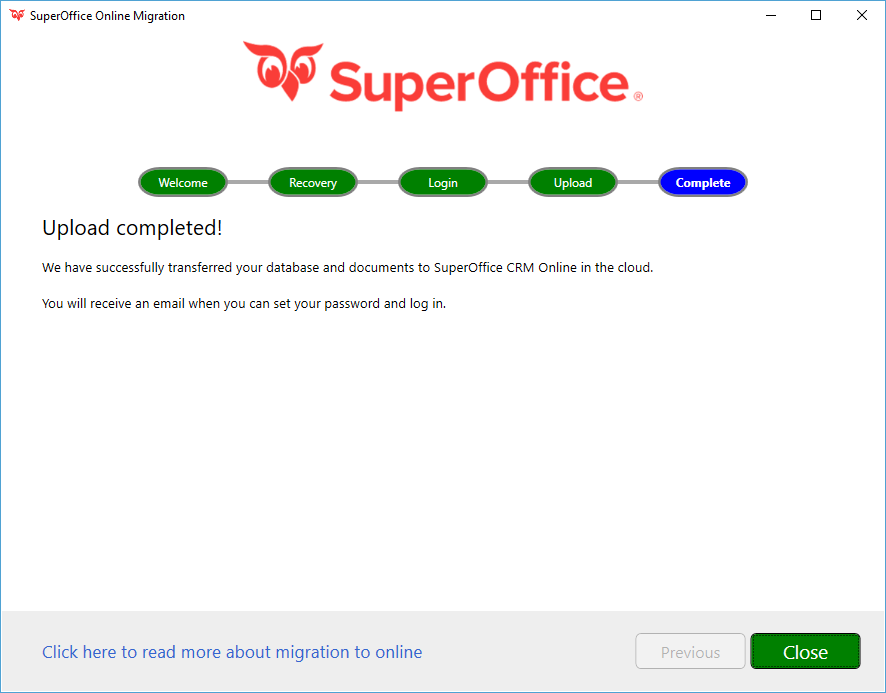 SuperOffice Online Migration
SuperOffice®
Welcome
Recovery
Login
Upload
Complete
Upload completed!
We have successfully transferred your database and documents to SuperOffice CRM Online in the cloud.
You will receive an email when you can set your password and log in.
Click here to read more about migration to online
Previous
Close